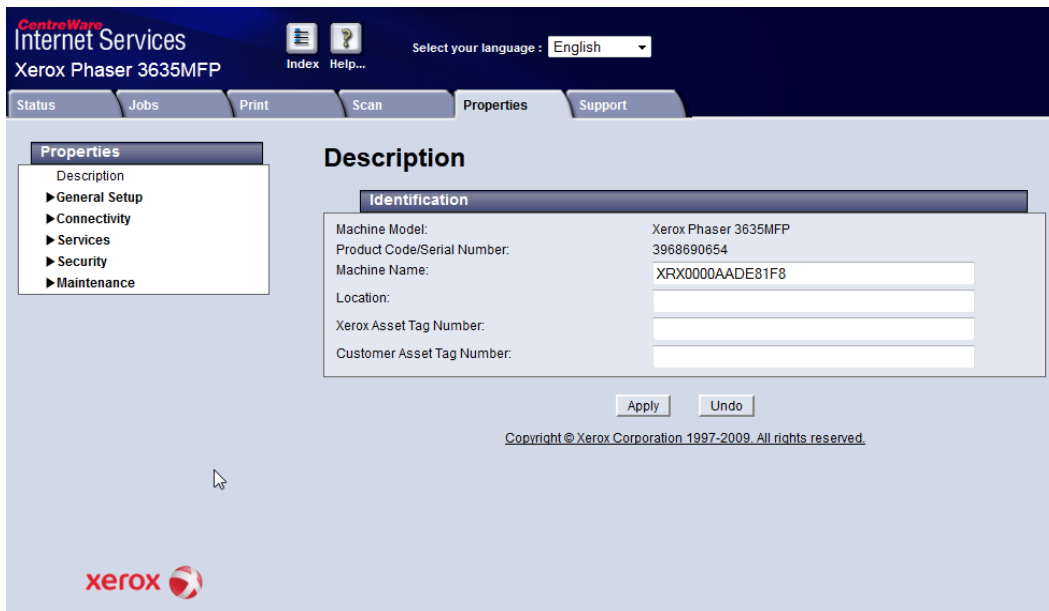 CentreWare
Internet Services
Xerox Phaser 3635MFP
Index Help...
Select your language : English
Status Jobs Print Scan Properties Support
Properties
Description
General Setup
Connectivity
Services
Security
Maintenance
Description
Identification
Machine Model: Xerox Phaser 3635MFP
Product Code/Serial Number: 3968690654
Machine Name: XRX0000AADE81F8
Location:
Xerox Asset Tag Number:
Customer Asset Tag Number:
Apply Undo
Copyright © Xerox Corporation 1997-2009. All rights reserved.
xerox